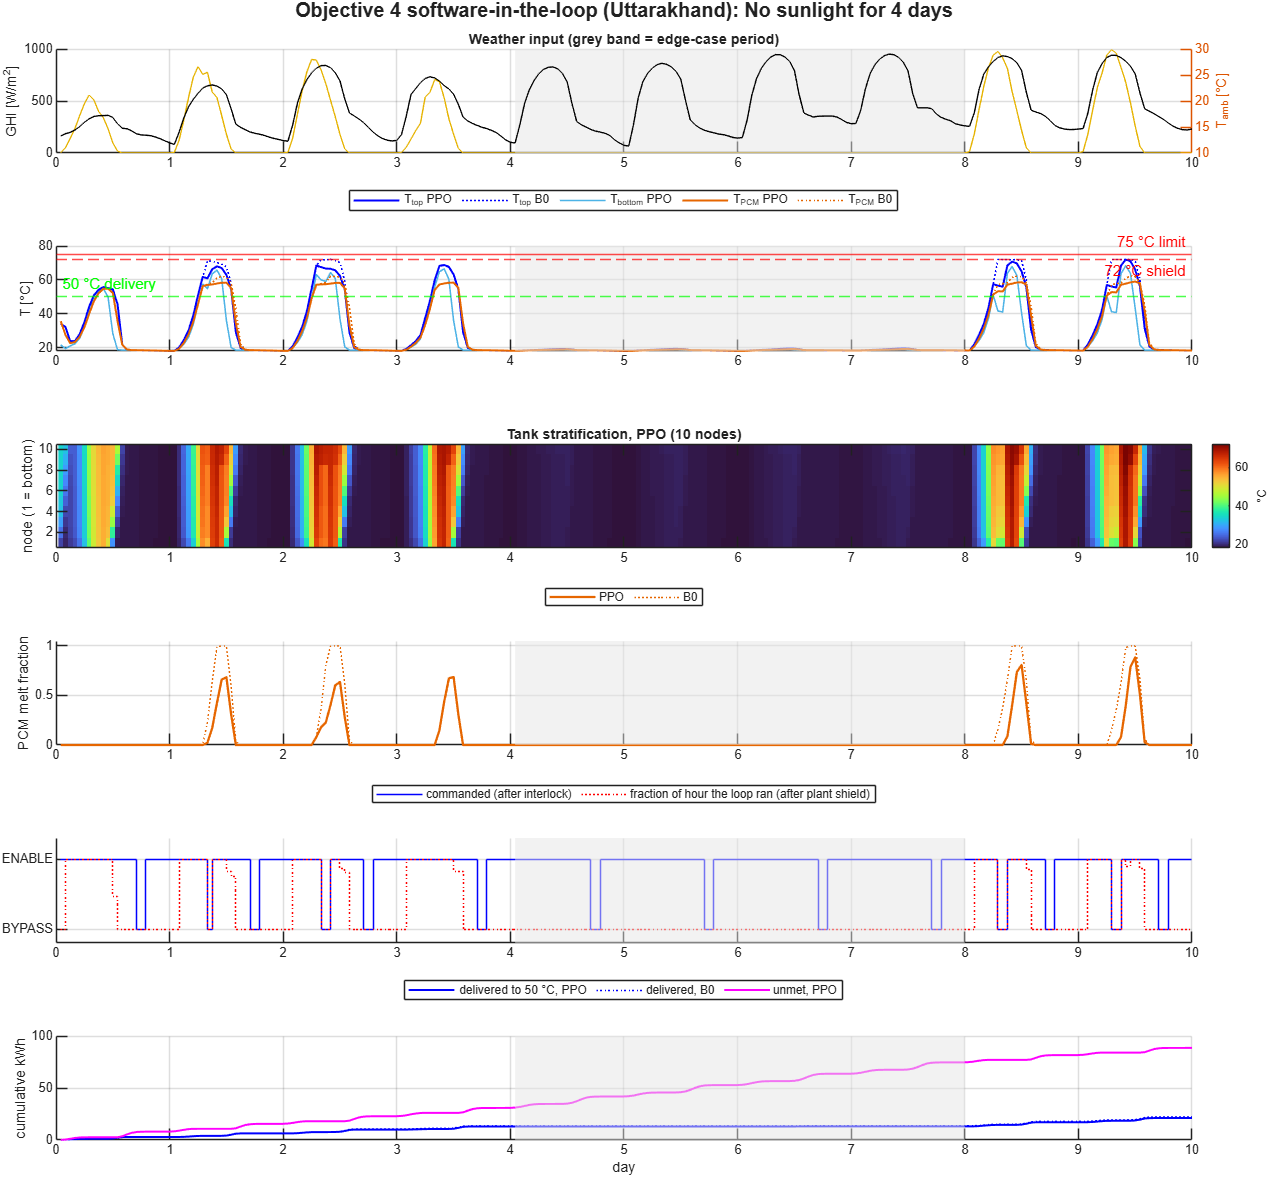 Objective 4 software-in-the-loop (Uttarakhand): No sunlight for 4 days
Weather input (grey band = edge-case period)
GHI [W/m²]
1000
500
0
30
25
20
15
10
T_amb [°C]
0 1 2 3 4 5 6 7 8 9 10
T_top PPO T_top B0 T_bottom PPO T_PCM PPO T_PCM B0
T [°C]
80
60
40
20
75 °C limit
72 °C shield
50 °C delivery
0 1 2 3 4 5 6 7 8 9 10
Tank stratification, PPO (10 nodes)
node (1 = bottom)
10
8
6
4
2
60
40
20
°C
0 1 2 3 4 5 6 7 8 9 10
PPO B0
PCM melt fraction
1
0.5
0
0 1 2 3 4 5 6 7 8 9 10
commanded (after interlock) fraction of hour the loop ran (after plant shield)
ENABLE
BYPASS
0 1 2 3 4 5 6 7 8 9 10
delivered to 50 °C, PPO delivered, B0 unmet, PPO
cumulative kWh
100
50
0
0 1 2 3 4 5 6 7 8 9 10
day